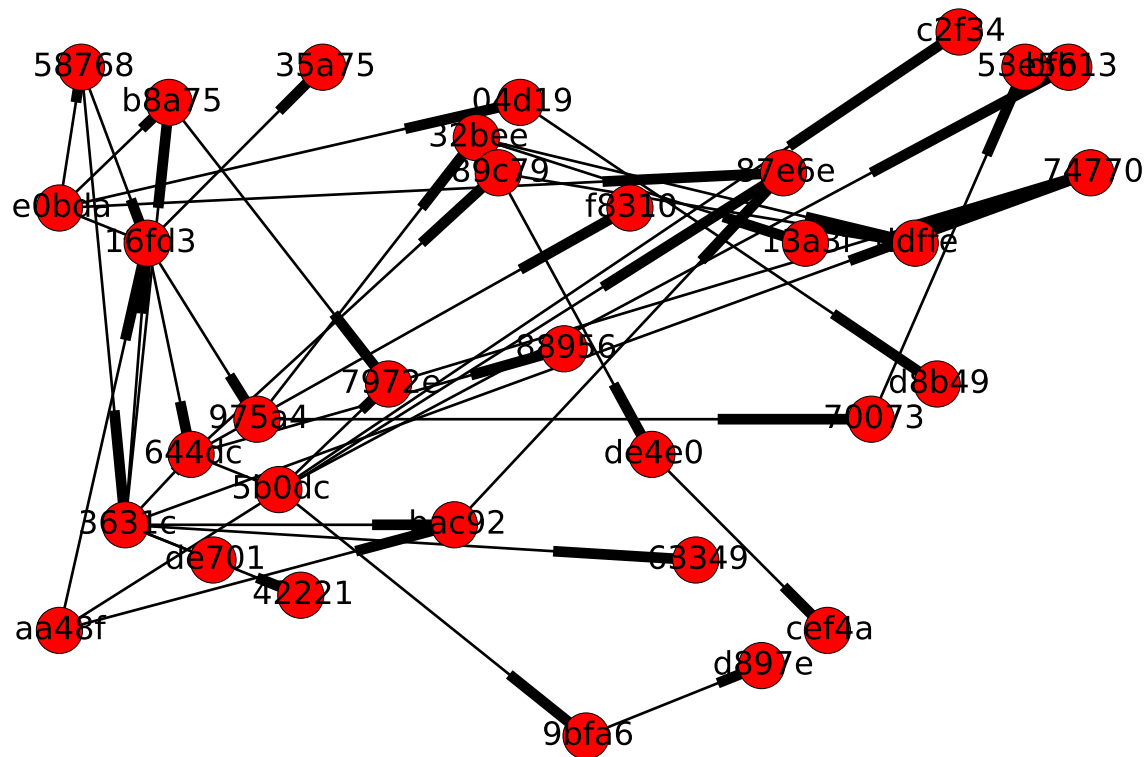 c2f34
58768
35a75
b5613
b8a75
04d19
32bee
89c79
87e6e
74770
e0bda
f8310
16fd3
88956
7972e
d8b49
975a4
70073
644dc
de4e0
5b0dc
3631c
bac92
de701
63349
42221
aa48f
cef4a
d897e
9bfa6